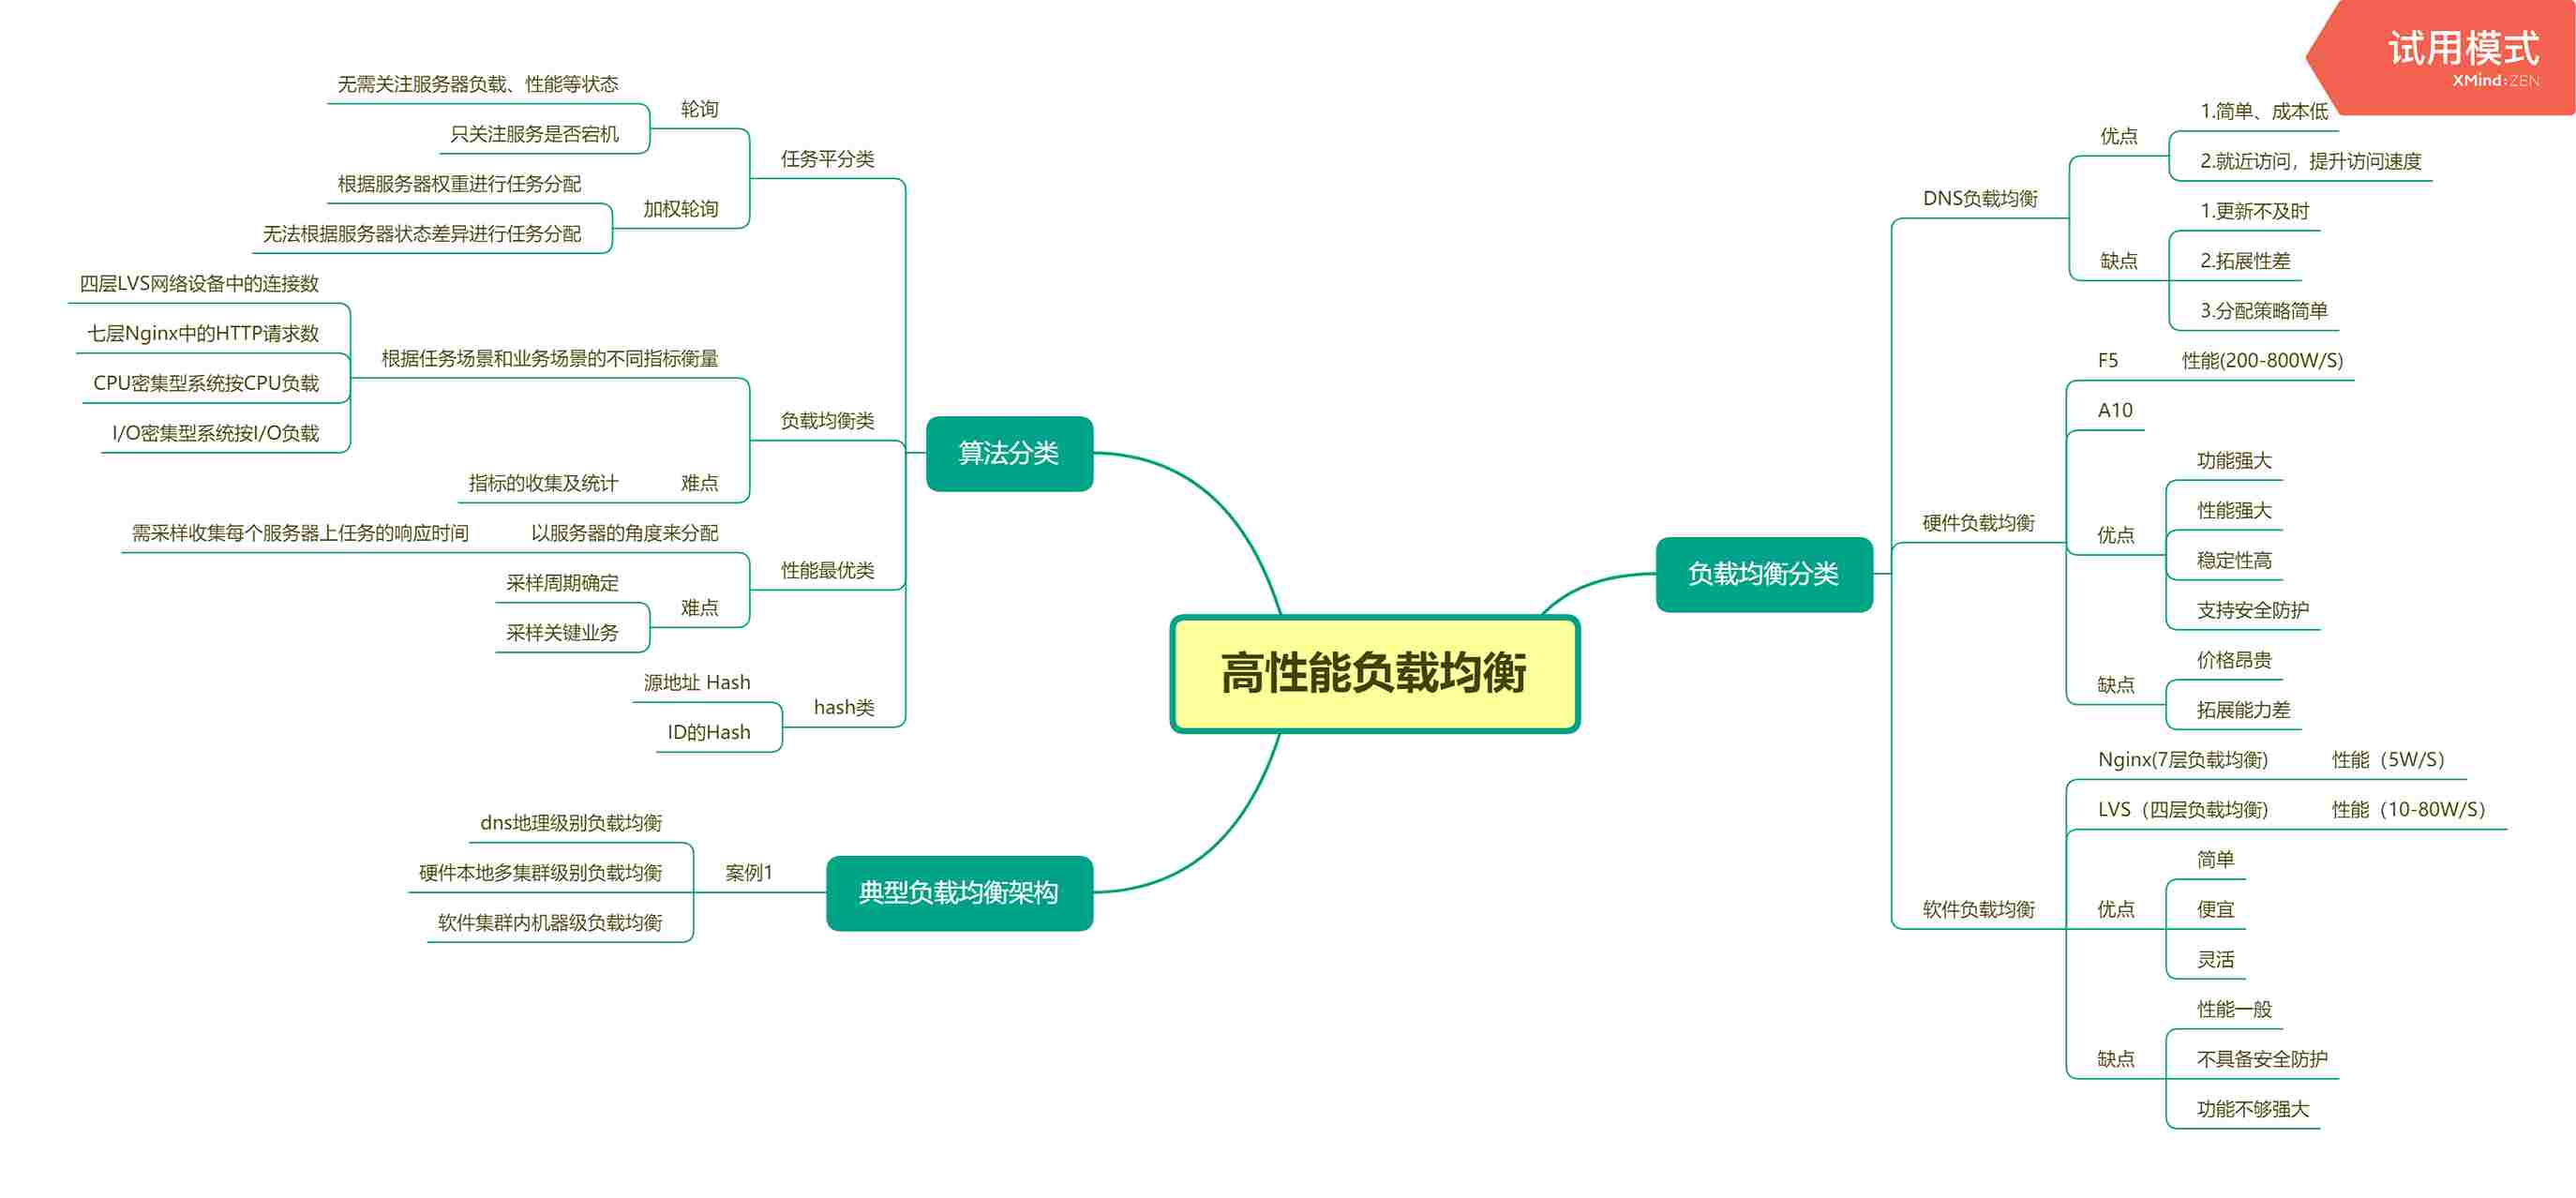 试用模式
XMind:ZEN
高性能负载均衡
负载均衡分类
DNS负载均衡
优点
1.简单、成本低
2.就近访问，提升访问速度
缺点
1.更新不及时
2.拓展性差
3.分配策略简单
硬件负载均衡
F5
性能(200-800W/S)
A10
优点
功能强大
性能强大
稳定性高
支持安全防护
缺点
价格昂贵
拓展能力差
软件负载均衡
Nginx(7层负载均衡)
性能（5W/S）
LVS（四层负载均衡)
性能（10-80W/S）
优点
简单
便宜
灵活
缺点
性能一般
不具备安全防护
功能不够强大
算法分类
任务平分类
轮询
无需关注服务器负载、性能等状态
只关注服务是否宕机
加权轮询
根据服务器权重进行任务分配
无法根据服务器状态差异进行任务分配
负载均衡类
根据任务场景和业务场景的不同指标衡量
四层LVS网络设备中的连接数
七层Nginx中的HTTP请求数
CPU密集型系统按CPU负载
I/O密集型系统按I/O负载
难点
指标的收集及统计
性能最优类
以服务器的角度来分配
需采样收集每个服务器上任务的响应时间
难点
采样周期确定
采样关键业务
hash类
源地址 Hash
ID的Hash
典型负载均衡架构
案例1
dns地理级别负载均衡
硬件本地多集群级别负载均衡
软件集群内机器级负载均衡